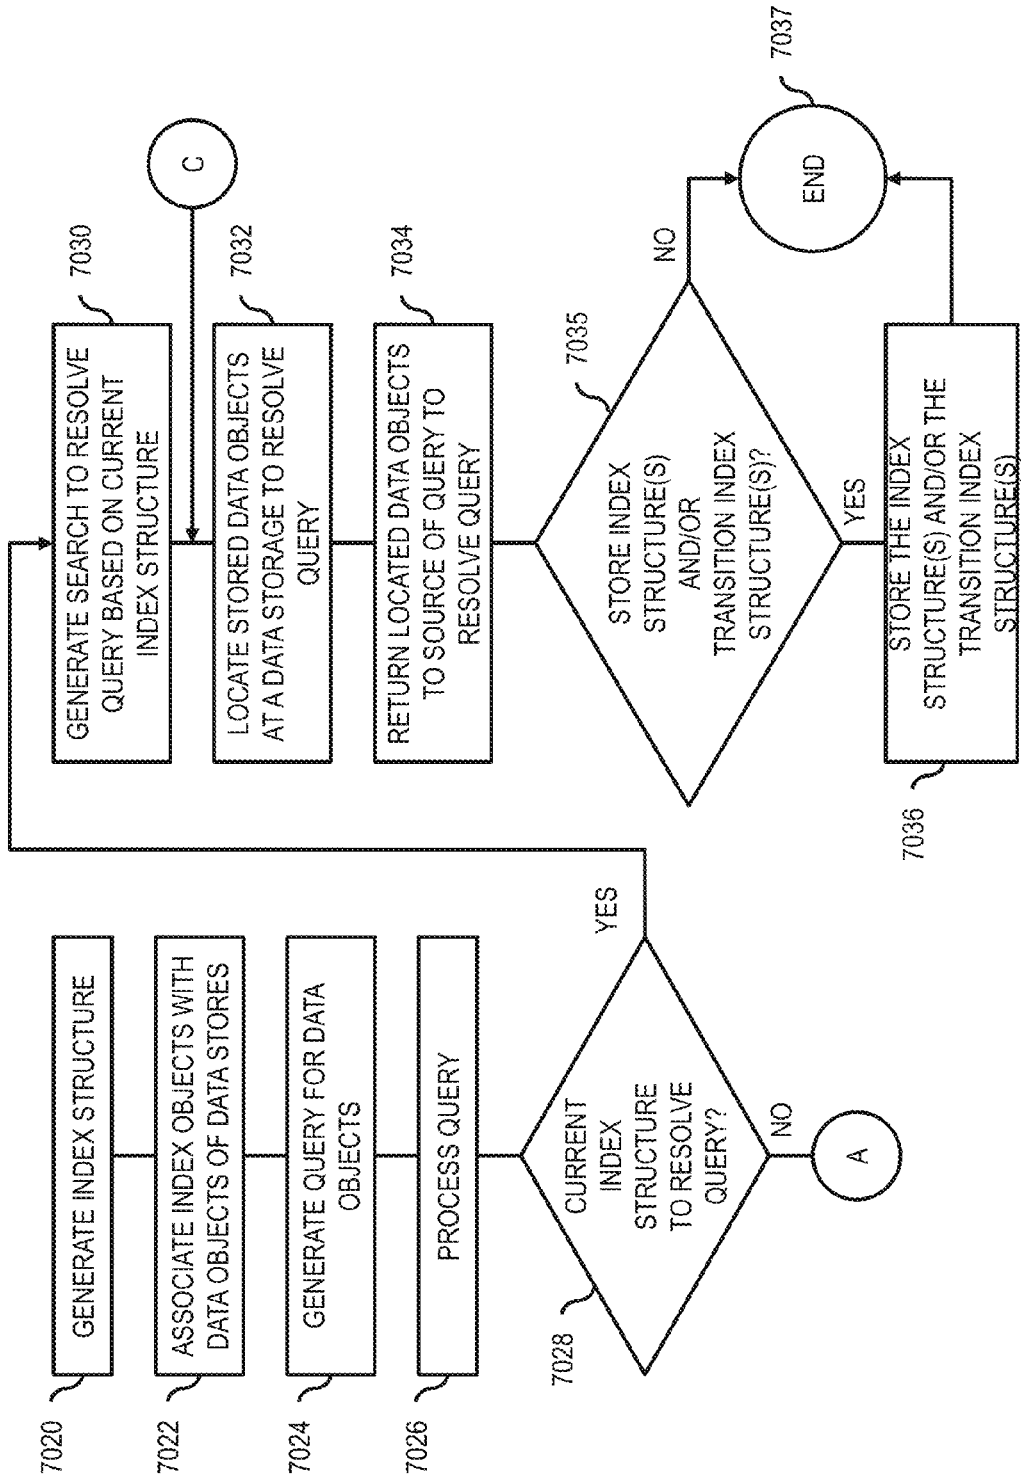 7020
GENERATE INDEX STRUCTURE
7022
ASSOCIATE INDEX OBJECTS WITH
DATA OBJECTS OF DATA STORES
7024
GENERATE QUERY FOR DATA
OBJECTS
7026
PROCESS QUERY
7028
CURRENT
INDEX
STRUCTURE
TO RESOLVE
QUERY?
YES
NO
A
7030
GENERATE SEARCH TO RESOLVE
QUERY BASED ON CURRENT
INDEX STRUCTURE
C
7032
LOCATE STORED DATA OBJECTS
AT A DATA STORAGE TO RESOLVE
QUERY
7034
RETURN LOCATED DATA OBJECTS
TO SOURCE OF QUERY TO
RESOLVE QUERY
7035
STORE INDEX
STRUCTURE(S)
AND/OR
TRANSITION INDEX
STRUCTURE(S)?
NO
YES
END
7037
7036
STORE THE INDEX
STRUCTURE(S) AND/OR THE
TRANSITION INDEX
STRUCTURE(S)